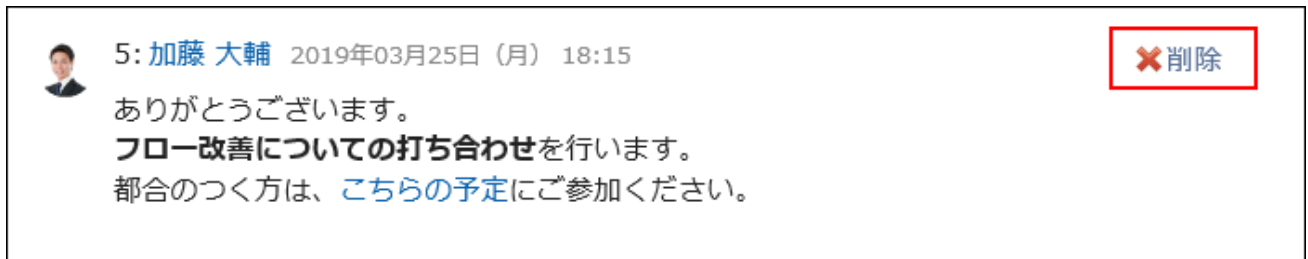 5: 加藤 大輔 2019年03月25日（月） 18:15
✖削除
ありがとうございます。
フロー改善についての打ち合わせを行います。
都合のつく方は、こちらの予定にご参加ください。